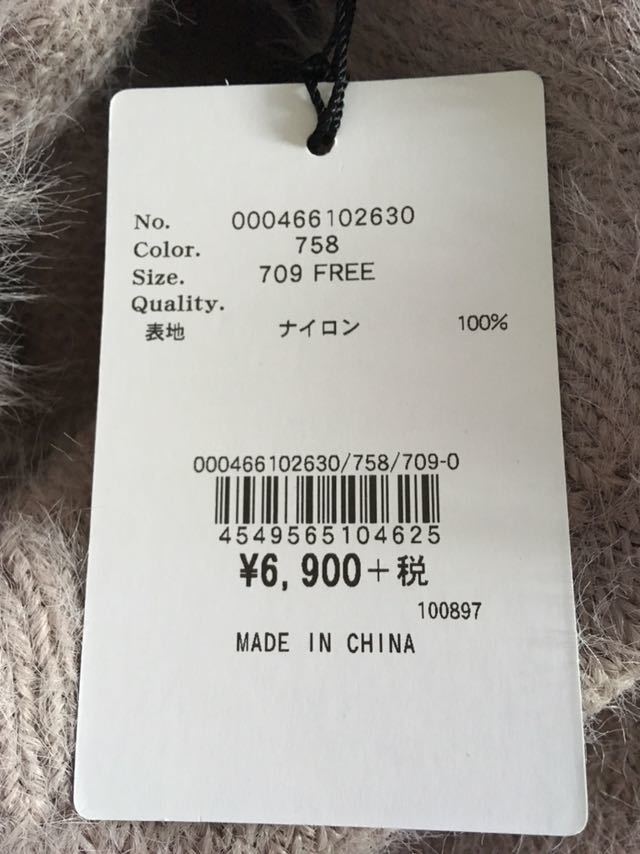 No. 000466102630
Color. 758
Size. 709 FREE
Quality.
表地 ナイロン 100%
000466102630/758/709-0
4549565104625
¥6,900+税
100897
MADE IN CHINA